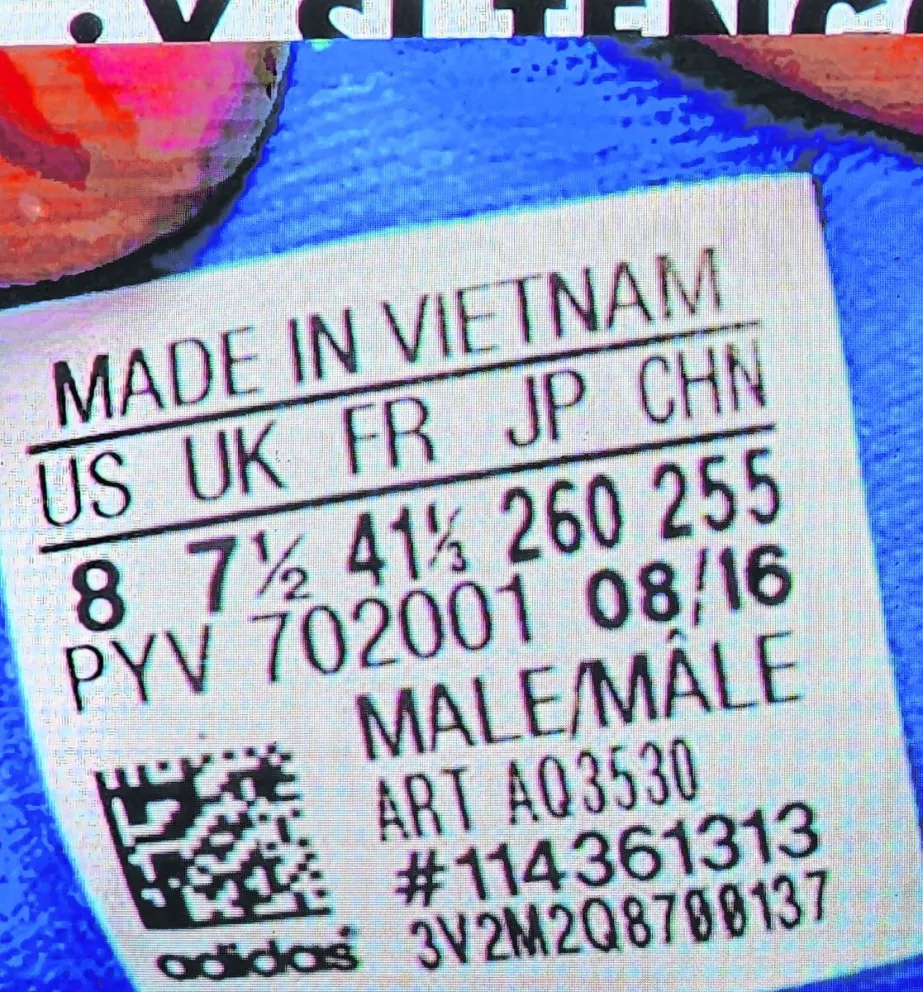 MADE IN VIETNAM
US UK FR JP CHN
8 7½ 41⅓ 260 255
PYV 702001 08/16
MALE/MÂLE
ART AQ3530
#114361313
3V2M2Q8700137
adidas